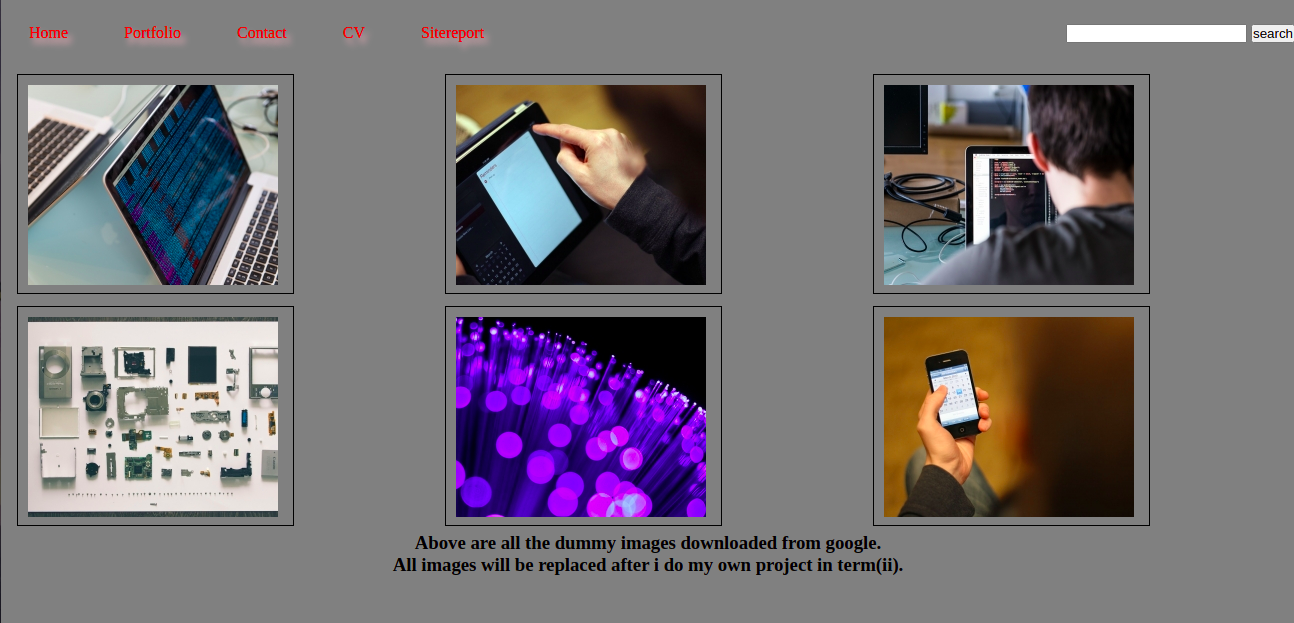 Home Portfolio Contact CV Sitereport search
Above are all the dummy images downloaded from google.
All images will be replaced after i do my own project in term(ii).